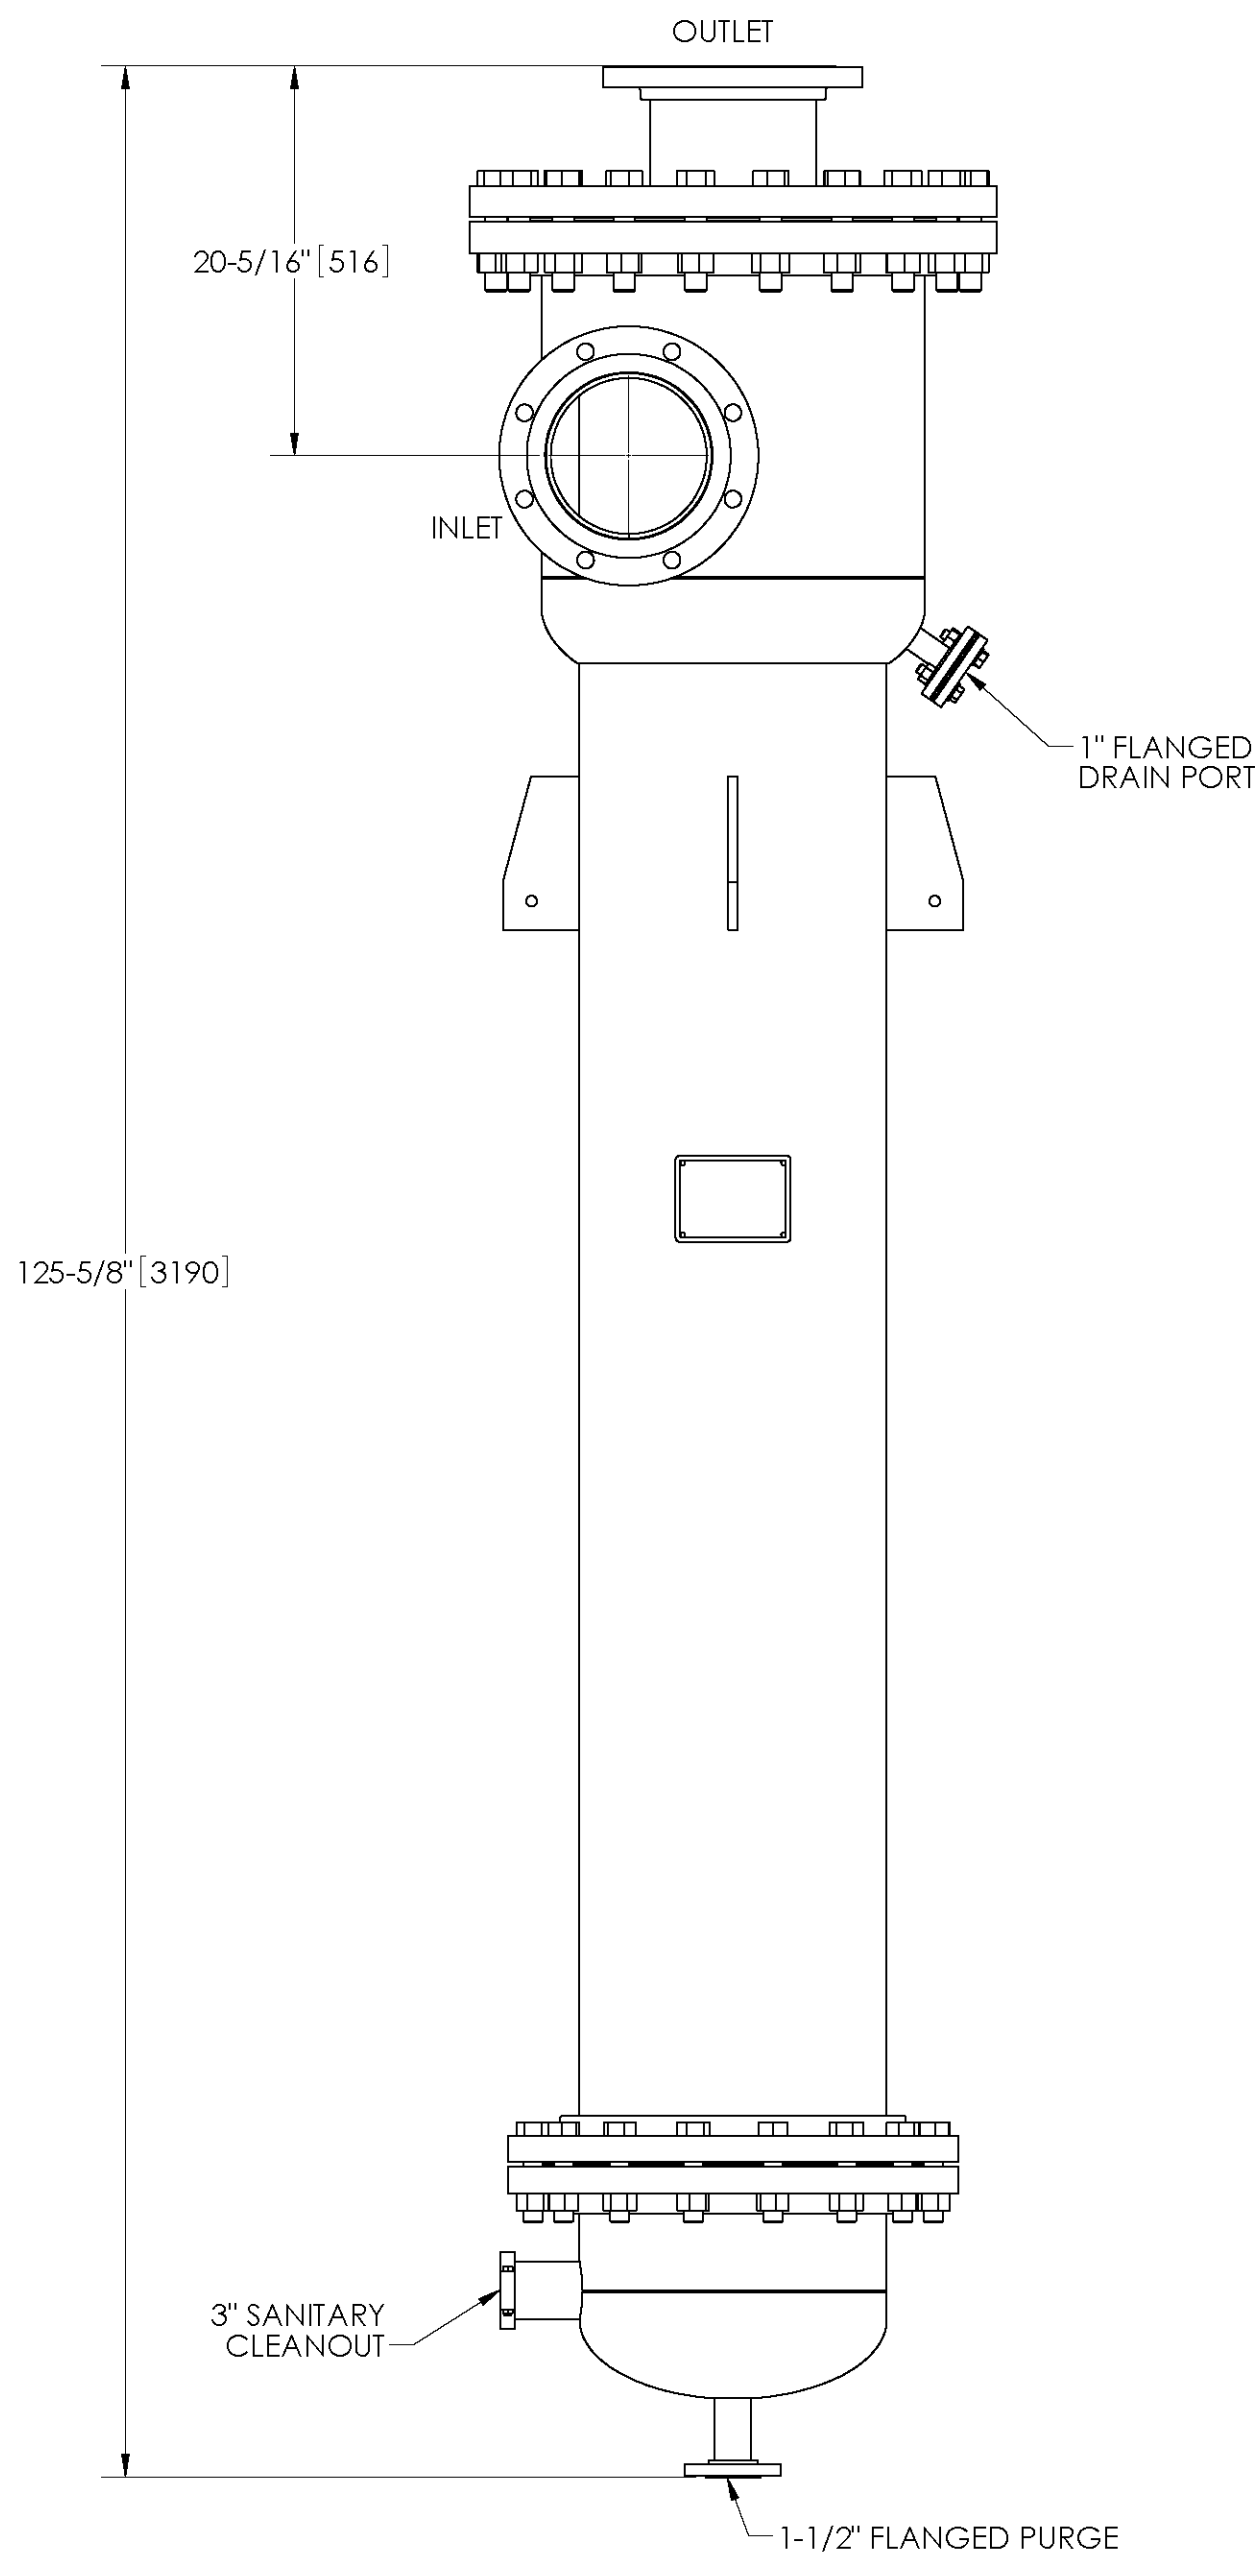 OUTLET
20-5/16" [516]
INLET
1" FLANGED
DRAIN PORT
125-5/8" [3190]
3" SANITARY
CLEANOUT
1-1/2" FLANGED PURGE